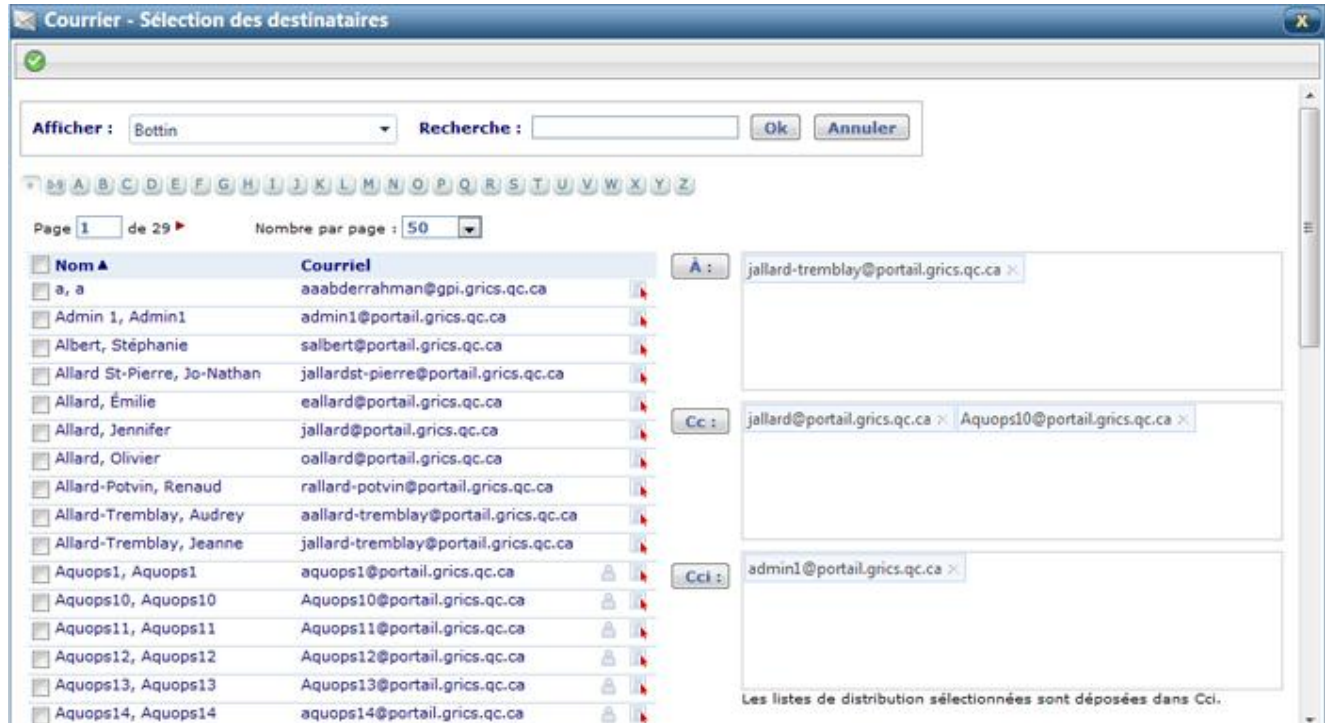 Courrier - Sélection des destinataires
X
Afficher : Bottin Recherche : Ok Annuler
0-9 A B C D E F G H I J K L M N O P Q R S T U V W X Y Z
Page 1 de 29 Nombre par page : 50
Nom Courriel
a, a aaabderrahman@gpi.grics.qc.ca
Admin 1, Admin1 admin1@portail.grics.qc.ca
Albert, Stéphanie salbert@portail.grics.qc.ca
Allard St-Pierre, Jo-Nathan jallardst-pierre@portail.grics.qc.ca
Allard, Émilie eallard@portail.grics.qc.ca
Allard, Jennifer jallard@portail.grics.qc.ca
Allard, Olivier oallard@portail.grics.qc.ca
Allard-Potvin, Renaud rallard-potvin@portail.grics.qc.ca
Allard-Tremblay, Audrey aallard-tremblay@portail.grics.qc.ca
Allard-Tremblay, Jeanne jallard-tremblay@portail.grics.qc.ca
Aquops1, Aquops1 aquops1@portail.grics.qc.ca
Aquops10, Aquops10 Aquops10@portail.grics.qc.ca
Aquops11, Aquops11 Aquops11@portail.grics.qc.ca
Aquops12, Aquops12 Aquops12@portail.grics.qc.ca
Aquops13, Aquops13 Aquops13@portail.grics.qc.ca
Aquops14, Aquops14 aquops14@portail.grics.qc.ca
À : jallard-tremblay@portail.grics.qc.ca ×
Cc : jallard@portail.grics.qc.ca × Aquops10@portail.grics.qc.ca ×
Cci : admin1@portail.grics.qc.ca ×
Les listes de distribution sélectionnées sont déposées dans Cci.